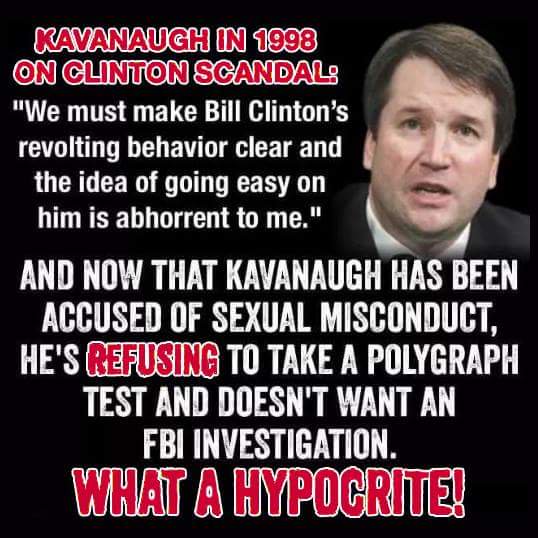 KAVANAUGH IN 1998
ON CLINTON SCANDAL:
"We must make Bill Clinton's
revolting behavior clear and
the idea of going easy on
him is abhorrent to me."
AND NOW THAT KAVANAUGH HAS BEEN
ACCUSED OF SEXUAL MISCONDUCT,
HE'S REFUSING TO TAKE A POLYGRAPH
TEST AND DOESN'T WANT AN
FBI INVESTIGATION.
WHAT A HYPOCRITE!